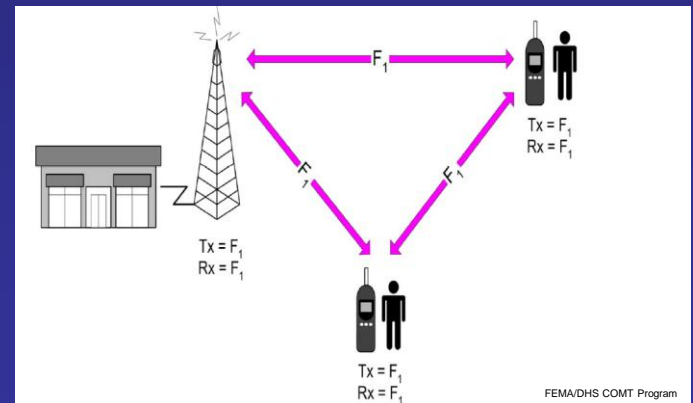 F₁
Tx = F₁
Rx = F₁
F₁
F₁
Tx = F₁
Rx = F₁
Tx = F₁
Rx = F₁
FEMA/DHS COMT Program